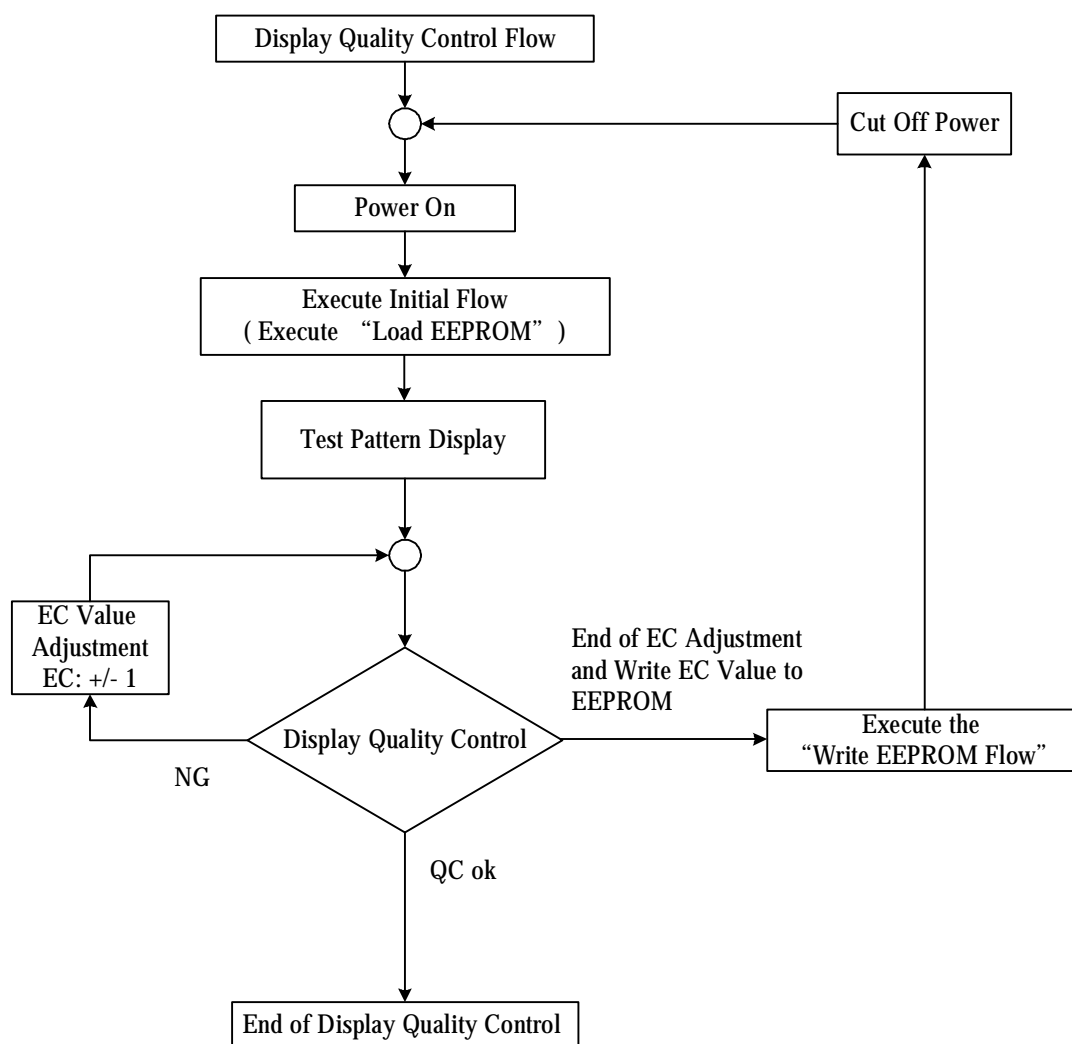 Display Quality Control Flow
Cut Off Power
Power On
Execute Initial Flow
( Execute “Load EEPROM” )
Test Pattern Display
EC Value
Adjustment
EC: +/- 1
End of EC Adjustment
and Write EC Value to
EEPROM
Display Quality Control
Execute the
“Write EEPROM Flow”
NG
QC ok
End of Display Quality Control